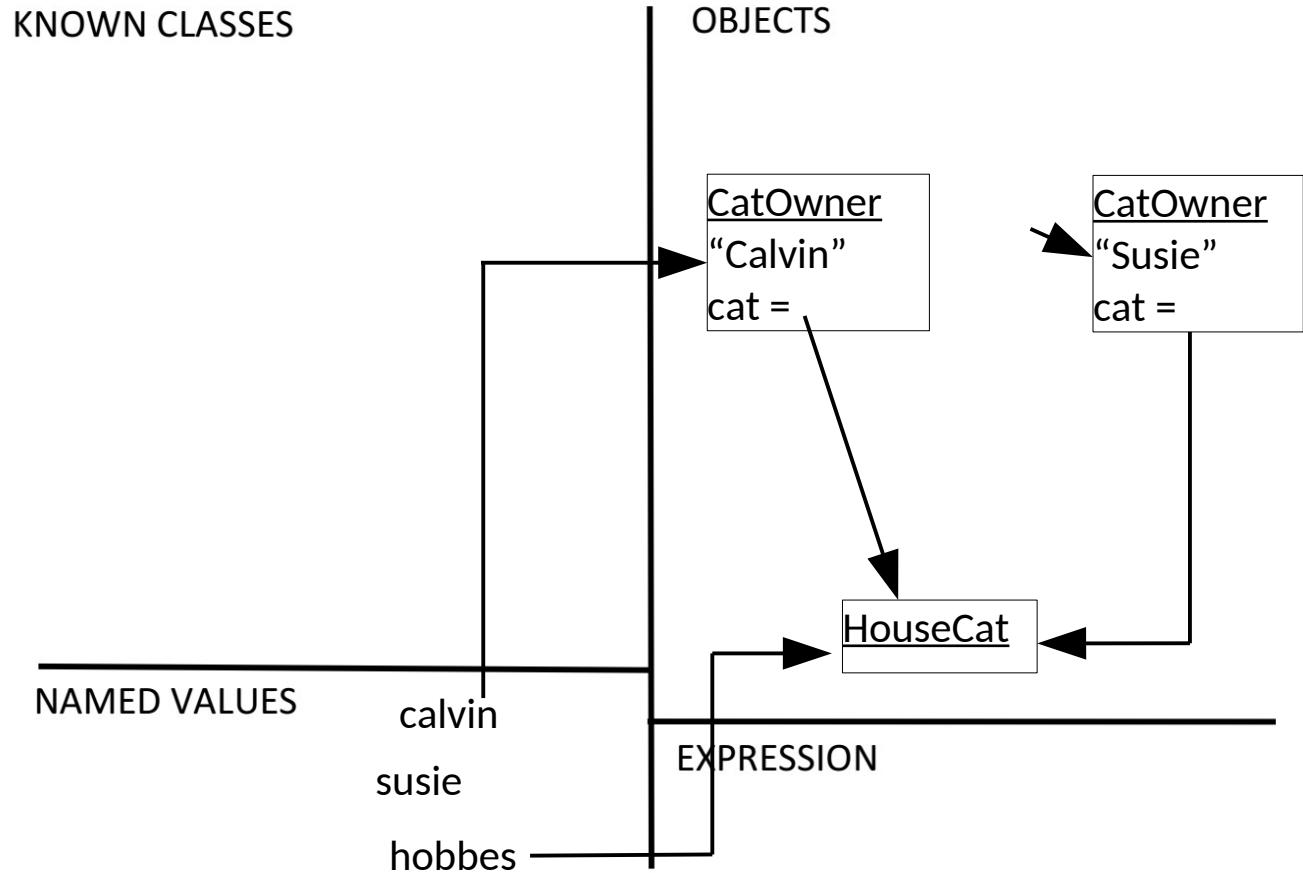 KNOWN CLASSES
OBJECTS
CatOwner
“Calvin”
cat =
CatOwner
“Susie”
cat =
HouseCat
NAMED VALUES
calvin
susie
hobbes
EXPRESSION